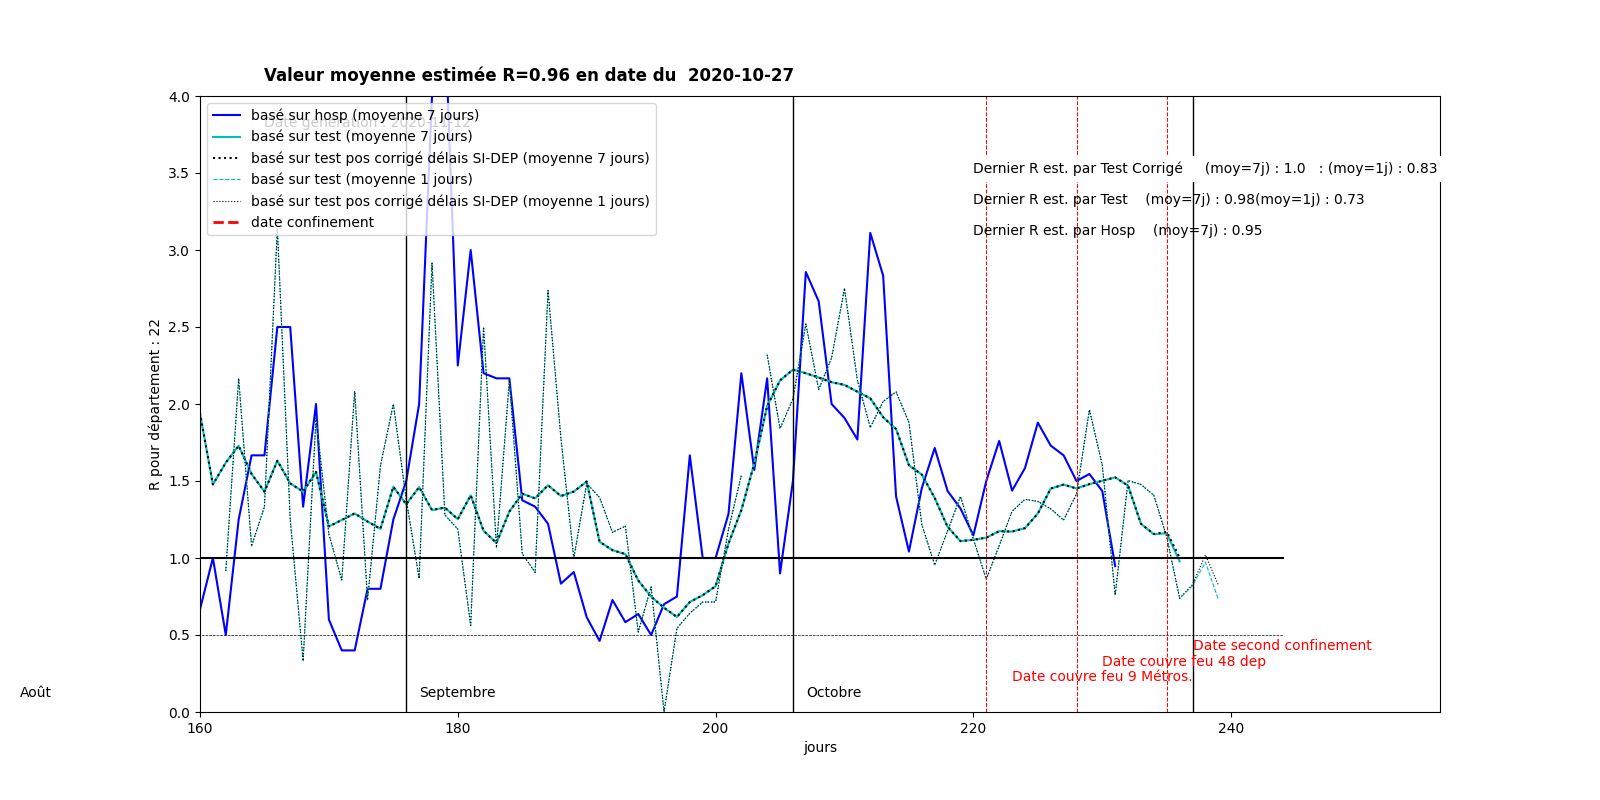 Valeur moyenne estimée R=0.96 en date du  2020-10-27
4.0
3.5
3.0
2.5
2.0
1.5
1.0
0.5
0.0
R pour département : 22
Date génération : 2020-11-12
basé sur hosp (moyenne 7 jours)
basé sur test (moyenne 7 jours)
basé sur test pos corrigé délais SI-DEP (moyenne 7 jours)
basé sur test (moyenne 1 jours)
basé sur test pos corrigé délais SI-DEP (moyenne 1 jours)
date confinement
Dernier R est. par Test Corrigé     (moy=7j) : 1.0   : (moy=1j) : 0.83
Dernier R est. par Test    (moy=7j) : 0.98(moy=1j) : 0.73
Dernier R est. par Hosp    (moy=7j) : 0.95
Date second confinement
Date couvre feu 48 dep
Date couvre feu 9 Métros.
Août
Septembre
Octobre
160
180
200
220
240
jours